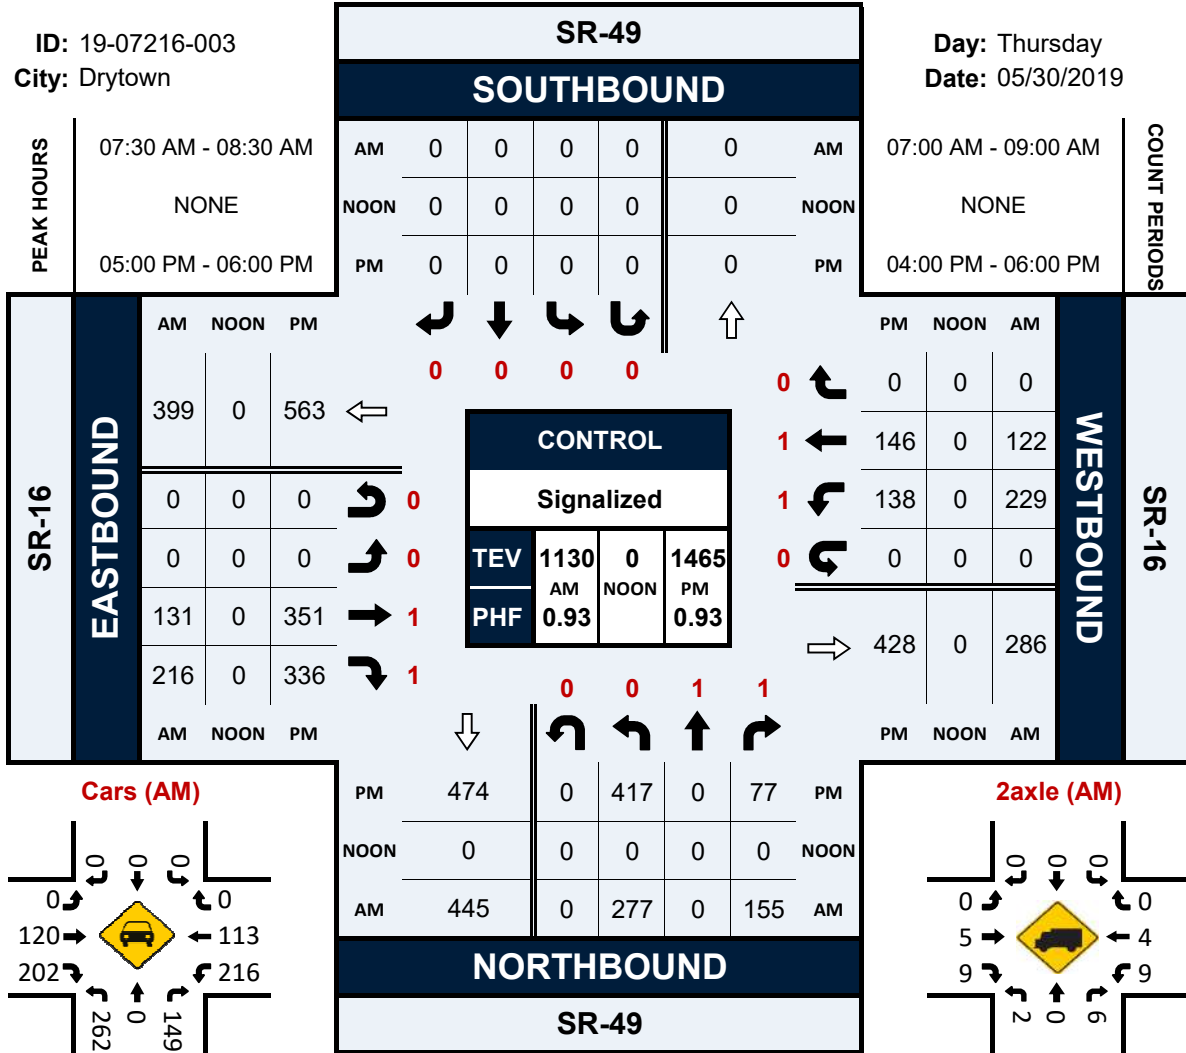 ID: 19-07216-003
City: Drytown
SR-49
SOUTHBOUND
Day: Thursday
Date: 05/30/2019
PEAK HOURS
07:30 AM - 08:30 AM
NONE
05:00 PM - 06:00 PM
AM 0 0 0 0 0 AM
NOON 0 0 0 0 0 NOON
PM 0 0 0 0 0 PM
07:00 AM - 09:00 AM
NONE
04:00 PM - 06:00 PM
COUNT PERIODS
0 0 0 0
SR-16
EASTBOUND
AM NOON PM
399 0 563
0 0 0 0
0 0 0 0
131 0 351 1
216 0 336 1
AM NOON PM
CONTROL
Signalized
TEV 1130 0 1465
AM NOON PM
PHF 0.93 0.93
PM NOON AM
0 0 0 0
1 146 0 122
1 138 0 229
0 0 0 0
428 0 286
PM NOON AM
WESTBOUND
SR-16
0 0 1 1
PM 474 0 417 0 77 PM
NOON 0 0 0 0 0 NOON
AM 445 0 277 0 155 AM
NORTHBOUND
SR-49
Cars (AM)
0 0 0
0 0
120 113
202 216
262 0 149
2axle (AM)
0 0 0
0 0
5 4
9 9
2 0 6